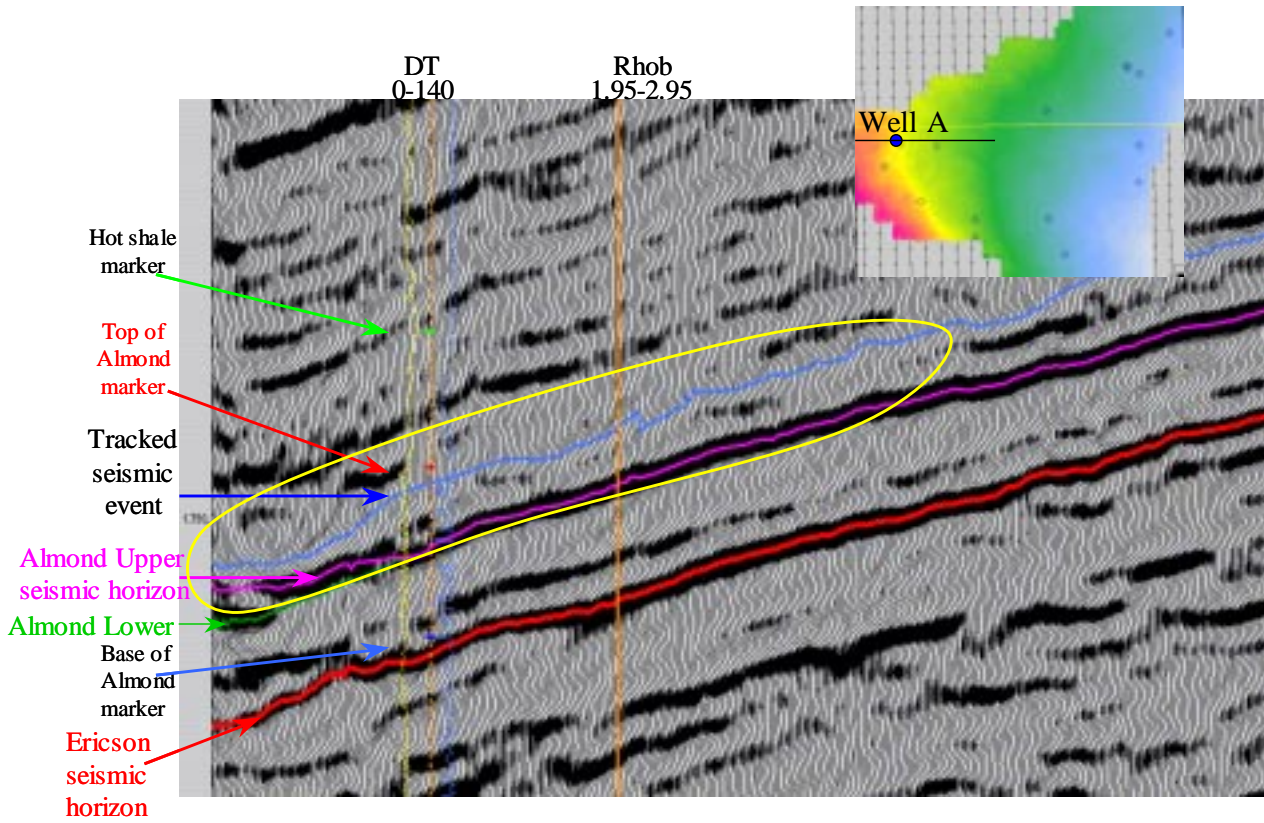 DT
0-140
Rhob
1.95-2.95
Well A
Hot shale
marker
Top of
Almond
marker
Tracked
seismic
event
Almond Upper
seismic horizon
Almond Lower
Base of
Almond
marker
Ericson
seismic
horizon